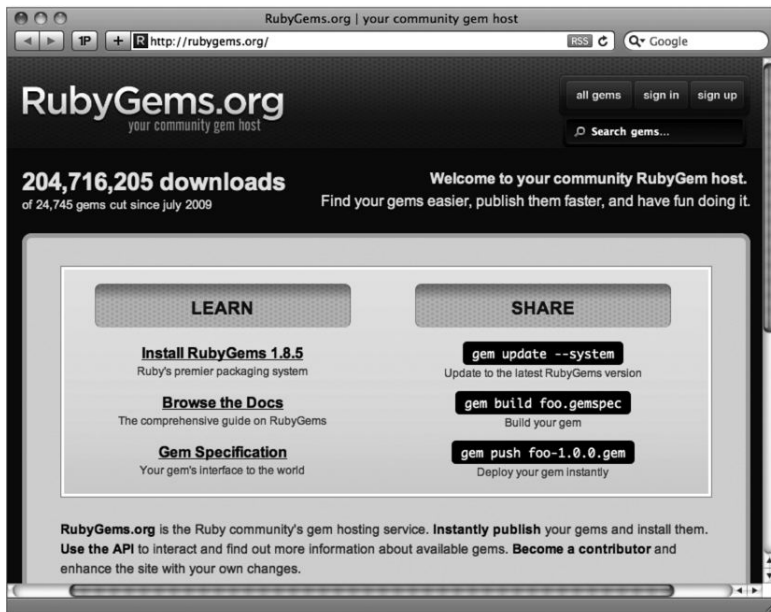 RubyGems.org | your community gem host
1P
+
R http://rubygems.org/
RSS
Google
RubyGems.org
your community gem host
all gems
sign in
sign up
Search gems...
204,716,205 downloads
of 24,745 gems cut since july 2009
Welcome to your community RubyGem host.
Find your gems easier, publish them faster, and have fun doing it.
LEARN
Install RubyGems 1.8.5
Ruby's premier packaging system
Browse the Docs
The comprehensive guide on RubyGems
Gem Specification
Your gem's interface to the world
SHARE
gem update --system
Update to the latest RubyGems version
gem build foo.gemspec
Build your gem
gem push foo-1.0.0.gem
Deploy your gem instantly
RubyGems.org is the Ruby community's gem hosting service. Instantly publish your gems and install them.
Use the API to interact and find out more information about available gems. Become a contributor and
enhance the site with your own changes.